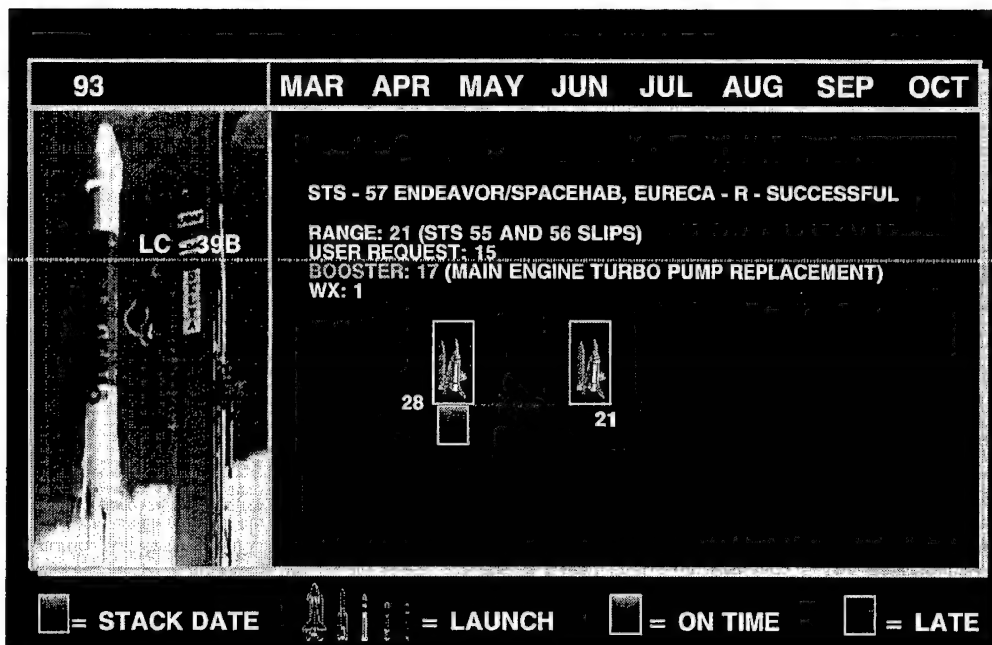 93 MAR APR MAY JUN JUL AUG SEP OCT
STS - 57 ENDEAVOR/SPACEHAB, EURECA - R - SUCCESSFUL
LC - 39B
RANGE: 21 (STS 55 AND 56 SLIPS)
USER REQUEST: 15
BOOSTER: 17 (MAIN ENGINE TURBO PUMP REPLACEMENT)
WX: 1
28
21
= STACK DATE = LAUNCH = ON TIME = LATE